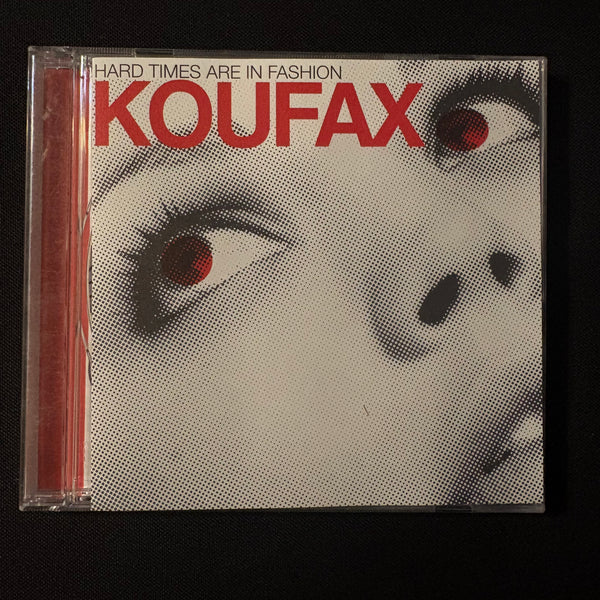 HARD TIMES ARE IN FASHION
KOUFAX